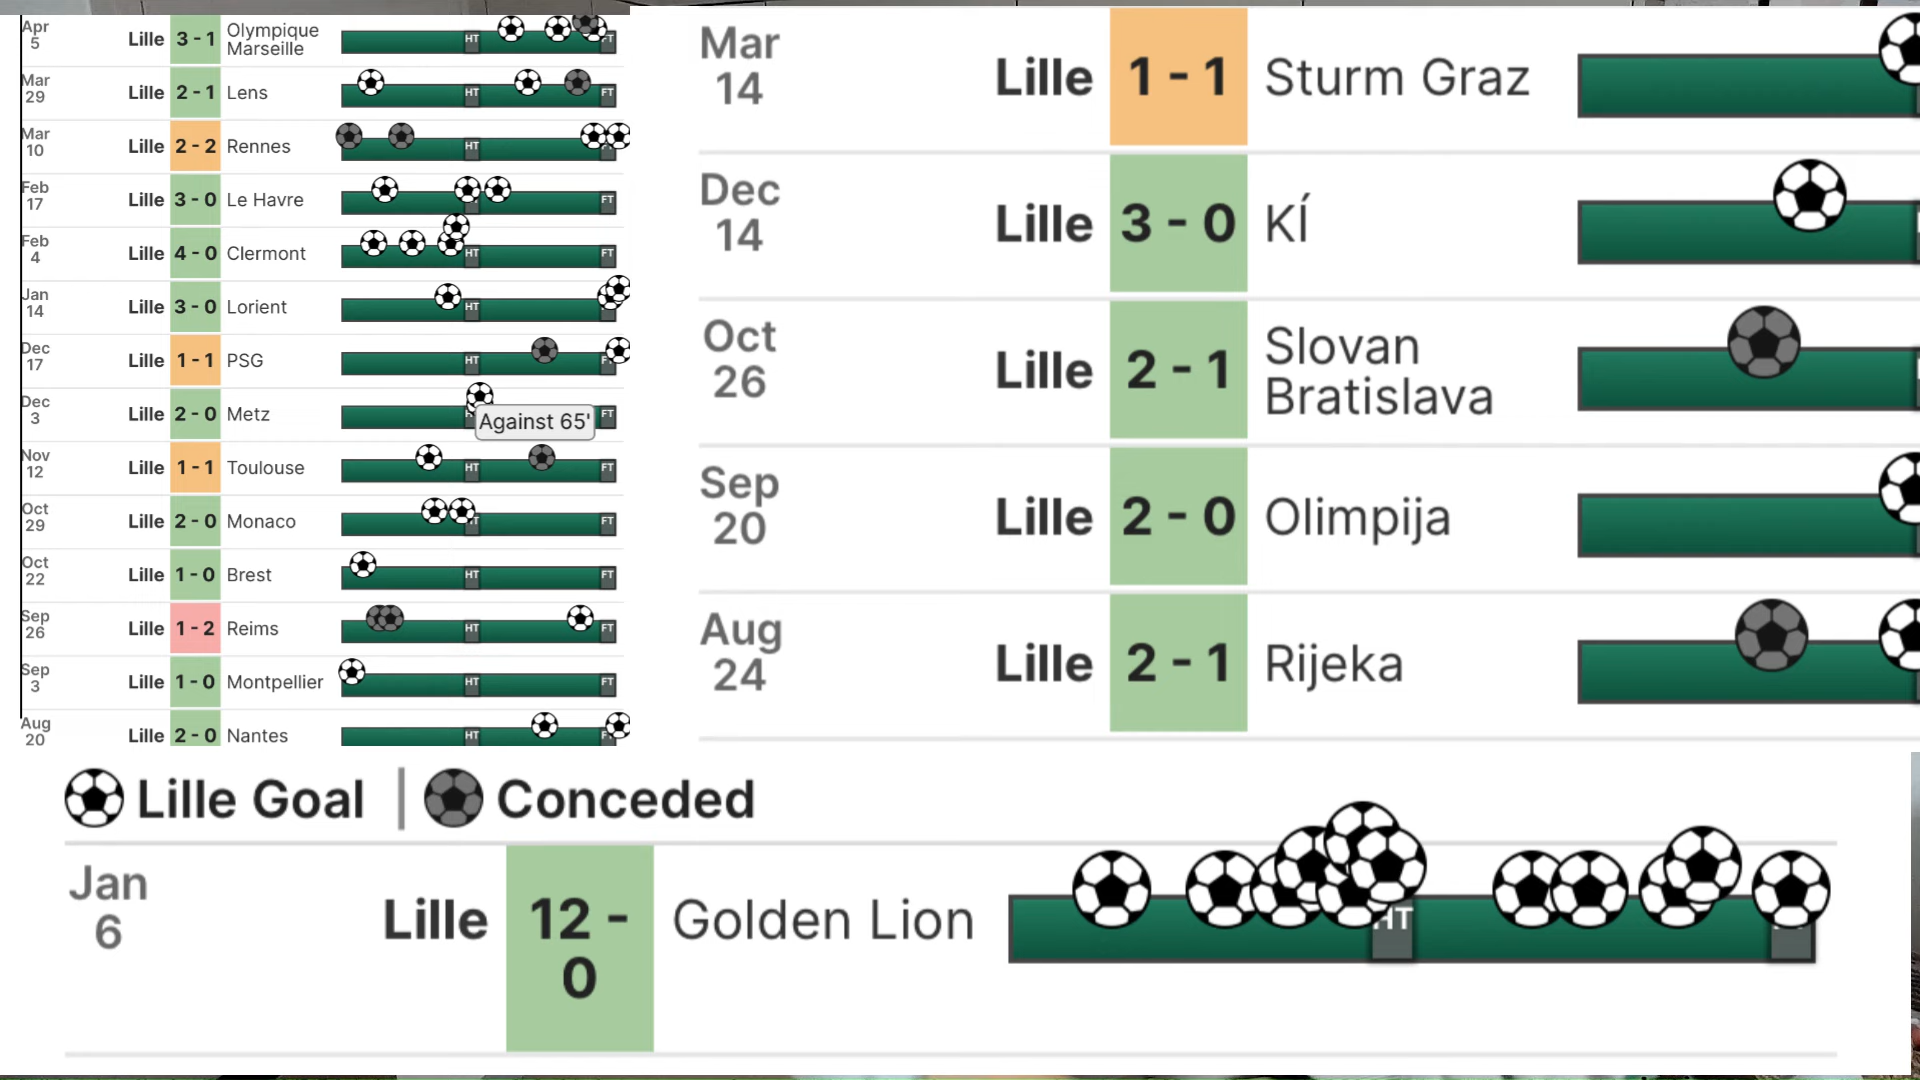 Apr 5 Lille 3 - 1 Olympique Marseille HT FT
Mar 29 Lille 2 - 1 Lens HT FT
Mar 10 Lille 2 - 2 Rennes HT
Feb 17 Lille 3 - 0 Le Havre FT
Feb 4 Lille 4 - 0 Clermont HT FT
Jan 14 Lille 3 - 0 Lorient HT
Dec 17 Lille 1 - 1 PSG HT
Dec 3 Lille 2 - 0 Metz FT
Against 65'
Nov 12 Lille 1 - 1 Toulouse HT FT
Oct 29 Lille 2 - 0 Monaco FT
Oct 22 Lille 1 - 0 Brest HT FT
Sep 26 Lille 1 - 2 Reims HT FT
Sep 3 Lille 1 - 0 Montpellier HT FT
Aug 20 Lille 2 - 0 Nantes HT
Mar 14 Lille 1 - 1 Sturm Graz
Dec 14 Lille 3 - 0 KÍ
Oct 26 Lille 2 - 1 Slovan Bratislava
Sep 20 Lille 2 - 0 Olimpija
Aug 24 Lille 2 - 1 Rijeka
Lille Goal | Conceded
Jan 6 Lille 12 - 0 Golden Lion HT